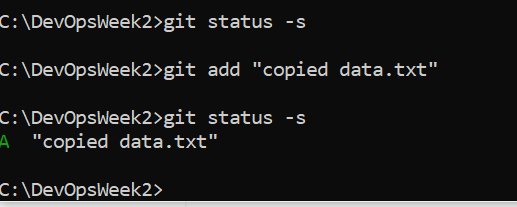 C:\DevOpsWeek2>git status -s
C:\DevOpsWeek2>git add "copied data.txt"
C:\DevOpsWeek2>git status -s
A  "copied data.txt"
C:\DevOpsWeek2>